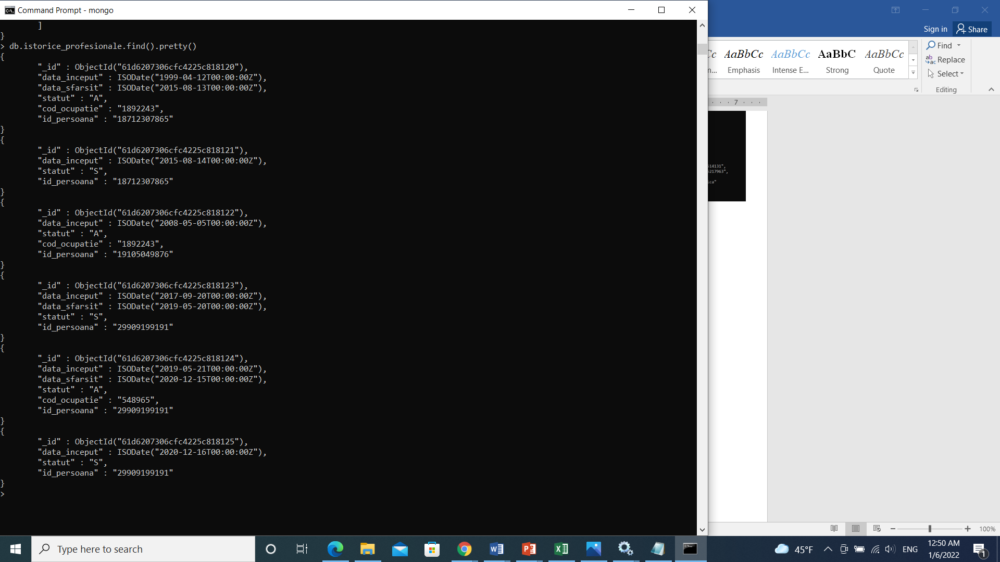 Command Prompt - mongo
]
}
> db.istorice_profesionale.find().pretty()
{
"_id" : ObjectId("61d6207306cfc4225c818120"),
"data_inceput" : ISODate("1999-04-12T00:00:00Z"),
"data_sfarsit" : ISODate("2015-08-13T00:00:00Z"),
"statut" : "A",
"cod_ocupatie" : "1892243",
"id_persoana" : "18712307865"
}
{
"_id" : ObjectId("61d6207306cfc4225c818121"),
"data_inceput" : ISODate("2015-08-14T00:00:00Z"),
"statut" : "S",
"id_persoana" : "18712307865"
}
{
"_id" : ObjectId("61d6207306cfc4225c818122"),
"data_inceput" : ISODate("2008-05-05T00:00:00Z"),
"statut" : "A",
"cod_ocupatie" : "1892243",
"id_persoana" : "19105049876"
}
{
"_id" : ObjectId("61d6207306cfc4225c818123"),
"data_inceput" : ISODate("2017-09-20T00:00:00Z"),
"data_sfarsit" : ISODate("2019-05-20T00:00:00Z"),
"statut" : "S",
"id_persoana" : "29909199191"
}
{
"_id" : ObjectId("61d6207306cfc4225c818124"),
"data_inceput" : ISODate("2019-05-21T00:00:00Z"),
"data_sfarsit" : ISODate("2020-12-15T00:00:00Z"),
"statut" : "A",
"cod_ocupatie" : "548965",
"id_persoana" : "29909199191"
}
{
"_id" : ObjectId("61d6207306cfc4225c818125"),
"data_inceput" : ISODate("2020-12-16T00:00:00Z"),
"statut" : "S",
"id_persoana" : "29909199191"
}
>
Sign in Share
Cc AaBbCc AaBbCc AaBbC AaBbCc
... Emphasis Intense E... Strong Quote
Find
Replace
Select
Editing
7
514131",
5217963",
ica"
100%
Type here to search
45°F ENG
12:50 AM
1/6/2022
1